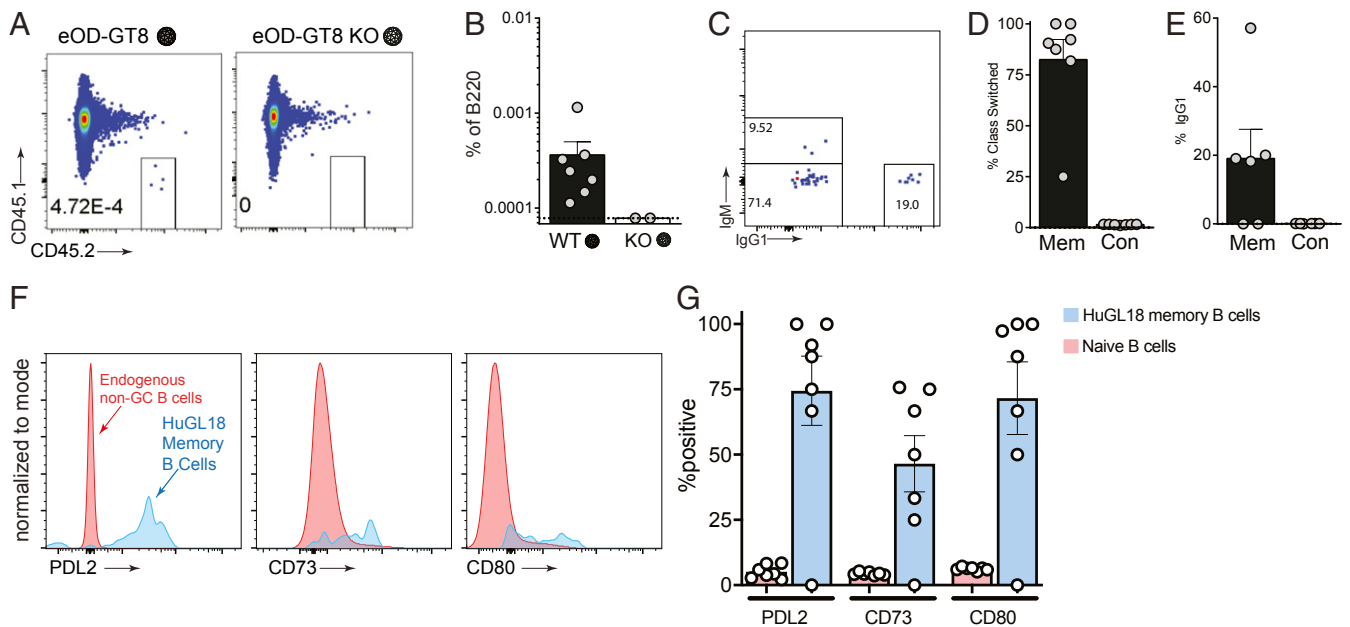 A
eOD-GT8
eOD-GT8 KO
CD45.1
4.72E-4
0
CD45.2
B
% of B220
0.01
0.001
0.0001
WT
KO
C
IgM
9.52
71.4
19.0
IgG1
D
% Class Switched
100
75
50
25
0
Mem
Con
E
% IgG1
60
40
20
0
Mem
Con
F
normalized to mode
Endogenous
non-GC B cells
HuGL18
Memory
B Cells
PDL2
CD73
CD80
G
%positive
100
75
50
25
0
PDL2
CD73
CD80
HuGL18 memory B cells
Naive B cells